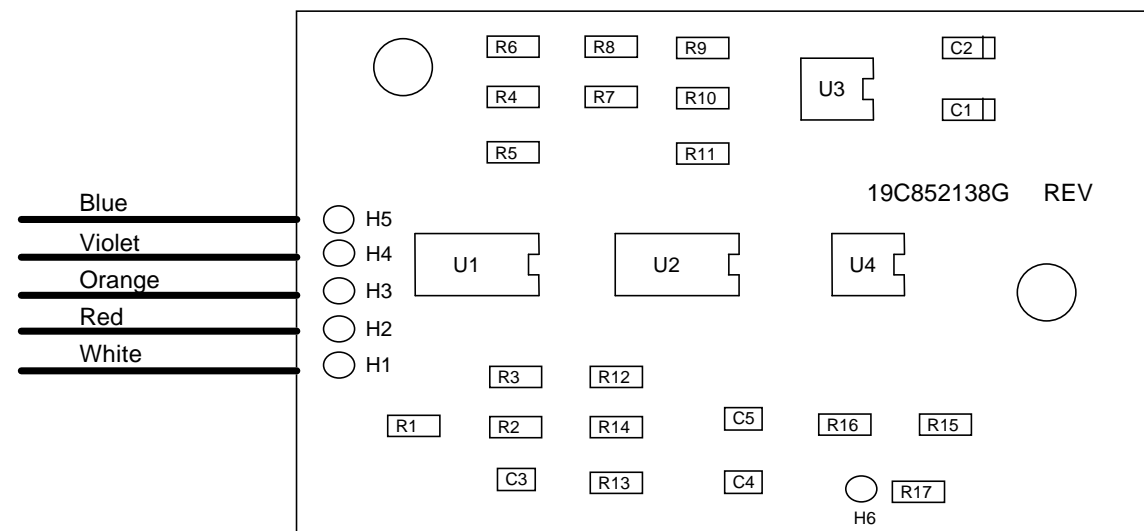 R6 R8 R9 C2
U3
R4 R7 R10 C1
R5 R11
19C852138G REV
Blue
H5
Violet
H4
U1 U2 U4
Orange
H3
Red
H2
White
H1
R3 R12
R1 R2 R14 C5 R16 R15
C3 R13 C4 R17
H6